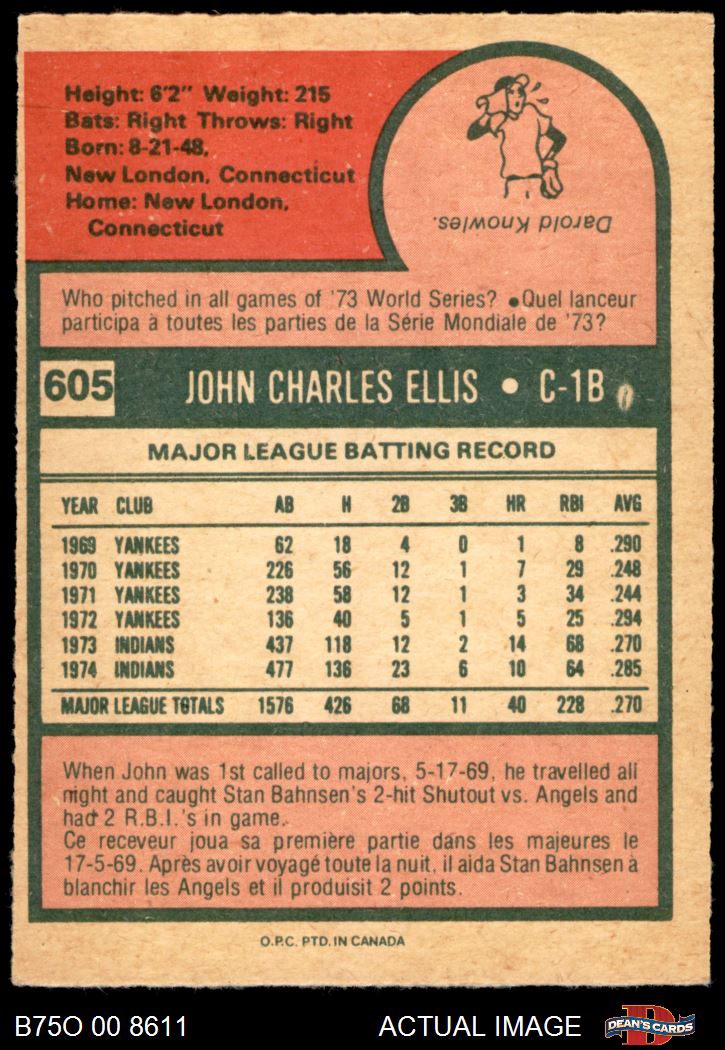 Height: 6'2" Weight: 215
Bats: Right Throws: Right
Born: 8-21-48,
New London, Connecticut
Home: New London,
Connecticut
Darold Knowles.
Who pitched in all games of '73 World Series? ● Quel lanceur
participa à toutes les parties de la Série Mondiale de '73?
605 JOHN CHARLES ELLIS • C-1B
MAJOR LEAGUE BATTING RECORD
YEAR CLUB AB H 2B 3B HR RBI AVG
1969 YANKEES 62 18 4 0 1 8 .290
1970 YANKEES 226 56 12 1 7 29 .248
1971 YANKEES 238 58 12 1 3 34 .244
1972 YANKEES 136 40 5 1 5 25 .294
1973 INDIANS 437 118 12 2 14 68 .270
1974 INDIANS 477 136 23 6 10 64 .285
MAJOR LEAGUE TOTALS 1576 426 68 11 40 228 .270
When John was 1st called to majors, 5-17-69, he travelled all
night and caught Stan Bahnsen's 2-hit Shutout vs. Angels and
had 2 R.B.I.'s in game.
Ce receveur joua sa première partie dans les majeures le
17-5-69. Après avoir voyagé toute la nuit, il aida Stan Bahnsen à
blanchir les Angels et il produisit 2 points.
O.P.C. PTD. IN CANADA
B75O 00 8611 ACTUAL IMAGE D DEAN'S CARDS